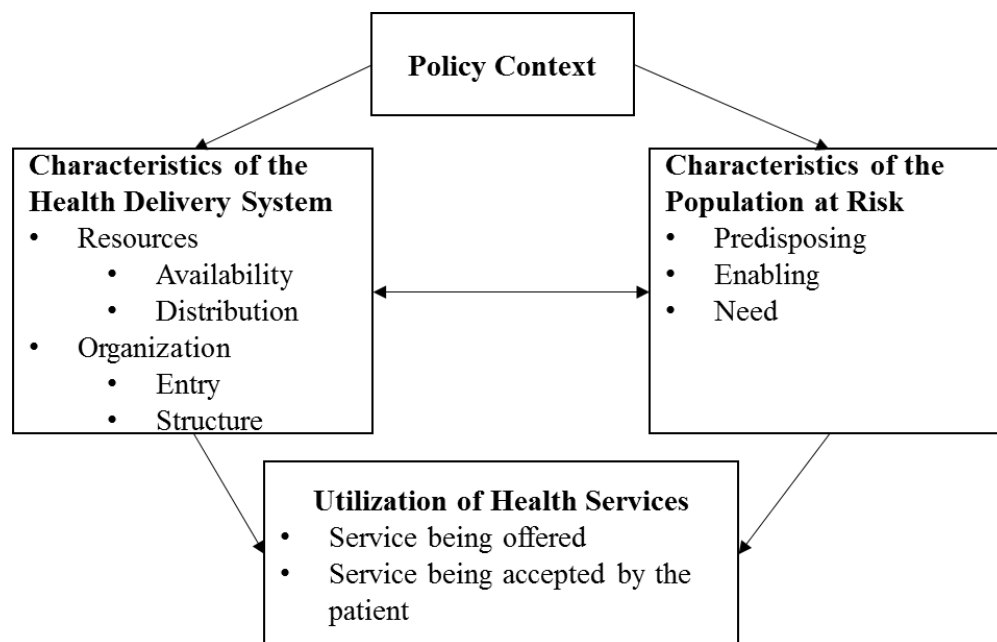 Policy Context
Characteristics of the
Health Delivery System
• Resources
• Availability
• Distribution
• Organization
• Entry
• Structure
Characteristics of the
Population at Risk
• Predisposing
• Enabling
• Need
Utilization of Health Services
• Service being offered
• Service being accepted by the
patient